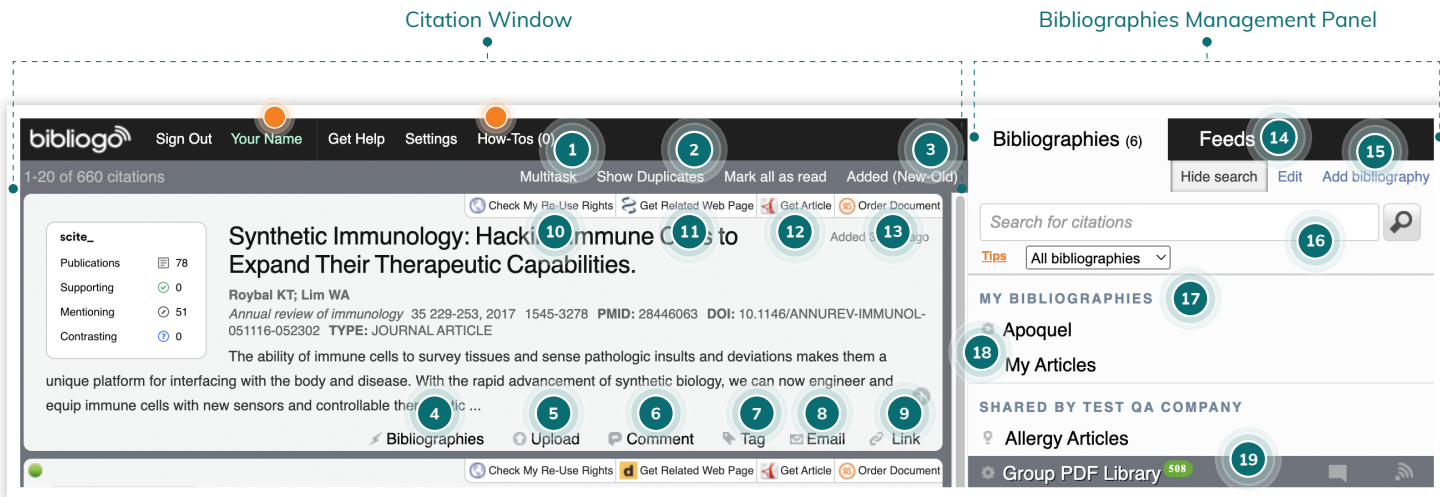 Citation Window
Bibliographies Management Panel
bibliogo
Sign Out
Your Name
Get Help
Settings
How-Tos (0)
Bibliographies (6)
Feeds
14
1
2
3
15
1-20 of 660 citations
Multitask
Show Duplicates
Mark all as read
Added (New-Old)
Hide search
Edit
Add bibliography
Check My Re-Use Rights
Get Related Web Page
Get Article
Order Document
10
11
12
13
Search for citations
16
Tips
All bibliographies
scite_
Publications 78
Supporting 0
Mentioning 51
Contrasting 0
Synthetic Immunology: Hacking Immune to
Expand Their Therapeutic Capabilities.
Added ago
Roybal KT; Lim WA
Annual review of immunology 35 229-253, 2017 1545-3278 PMID: 28446063 DOI: 10.1146/ANNUREV-IMMUNOL-
051116-052302 TYPE: JOURNAL ARTICLE
The ability of immune cells to survey tissues and sense pathologic insults and deviations makes them a
unique platform for interfacing with the body and disease. With the rapid advancement of synthetic biology, we can now engineer and
equip immune cells with new sensors and controllable therapeutic ...
4
5
6
7
8
9
Bibliographies
Upload
Comment
Tag
Email
Link
MY BIBLIOGRAPHIES
17
Apoquel
18
My Articles
SHARED BY TEST QA COMPANY
Allergy Articles
19
Group PDF Library 508
Check My Re-Use Rights
d
Get Related Web Page
Get Article
Order Document